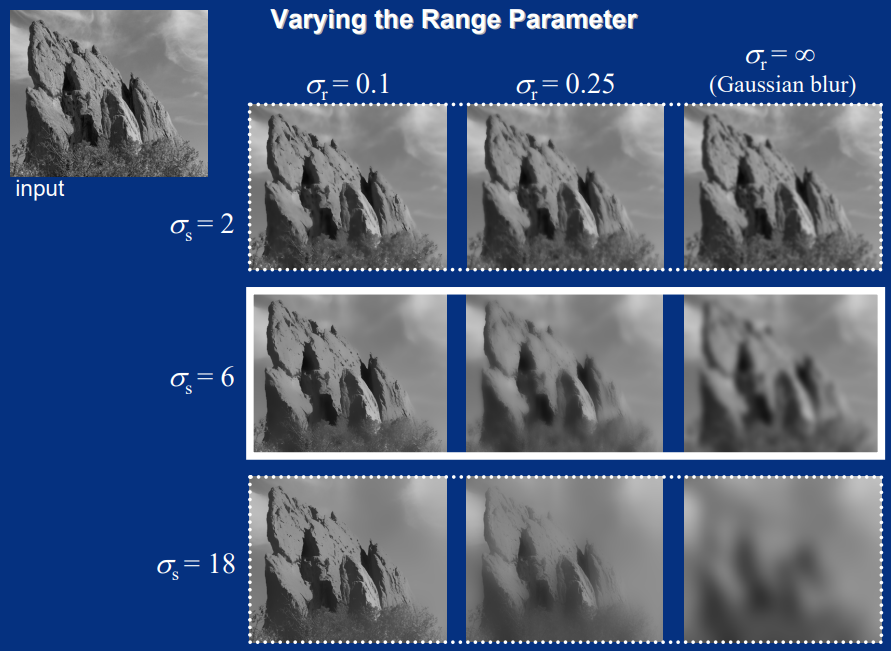 Varying the Range Parameter
input
σr = 0.1
σr = 0.25
σr = ∞
(Gaussian blur)
σs = 2
σs = 6
σs = 18